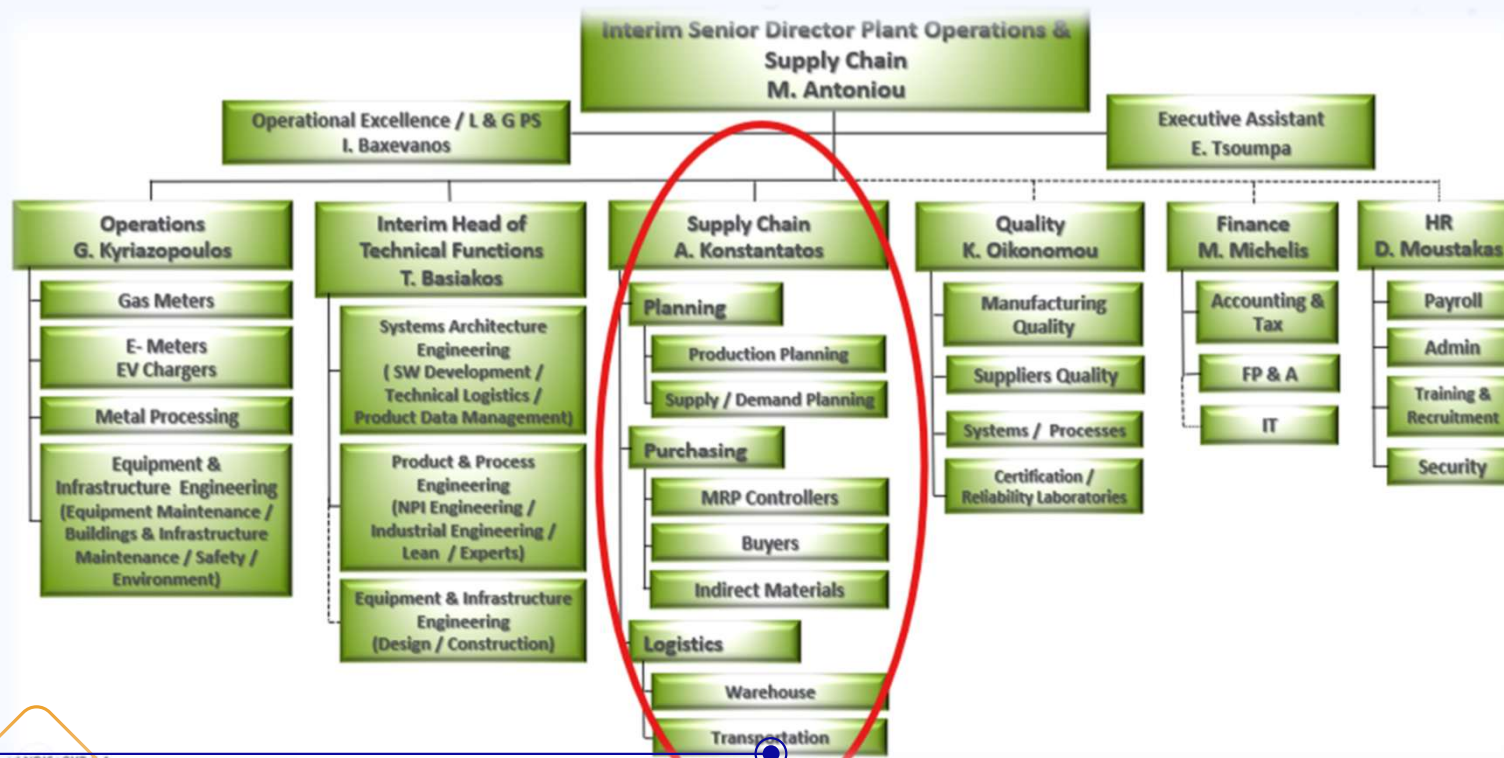 Interim Senior Director Plant Operations &
Supply Chain
M. Antoniou
Operational Excellence / L & G PS
I. Baxevanos
Executive Assistant
E. Tsoumpa
Operations
G. Kyriazopoulos
Gas Meters
E- Meters
EV Chargers
Metal Processing
Equipment &
Infrastructure Engineering
(Equipment Maintenance /
Buildings & Infrastructure
Maintenance / Safety /
Environment)
Interim Head of
Technical Functions
T. Basiakos
Systems Architecture
Engineering
( SW Development /
Technical Logistics /
Product Data Management)
Product & Process
Engineering
(NPI Engineering /
Industrial Engineering /
Lean / Experts)
Equipment & Infrastructure
Engineering
(Design / Construction)
Supply Chain
A. Konstantatos
Planning
Production Planning
Supply / Demand Planning
Purchasing
MRP Controllers
Buyers
Indirect Materials
Logistics
Warehouse
Transportation
Quality
K. Oikonomou
Manufacturing
Quality
Suppliers Quality
Systems / Processes
Certification /
Reliability Laboratories
Finance
M. Michelis
Accounting &
Tax
FP & A
IT
HR
D. Moustakas
Payroll
Admin
Training &
Recruitment
Security